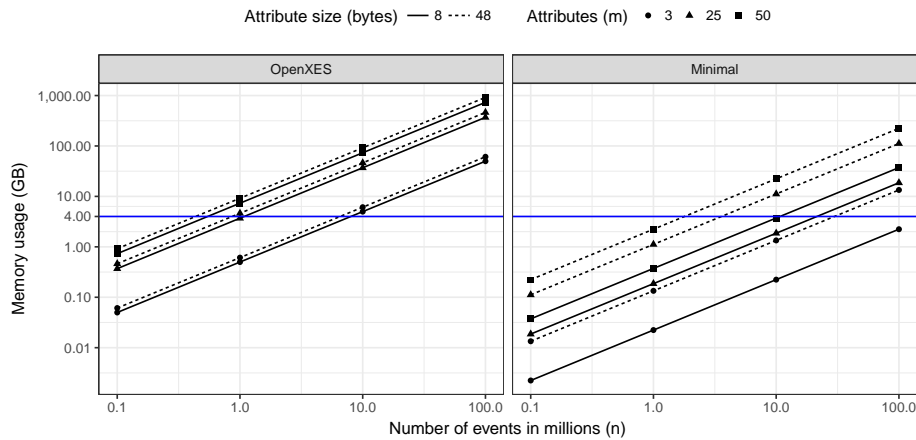 Attribute size (bytes) 8 48 Attributes (m) 3 25 50
OpenXES Minimal
1,000.00
100.00
10.00
4.00
1.00
0.10
0.01
Memory usage (GB)
0.1 1.0 10.0 100.0 0.1 1.0 10.0 100.0
Number of events in millions (n)